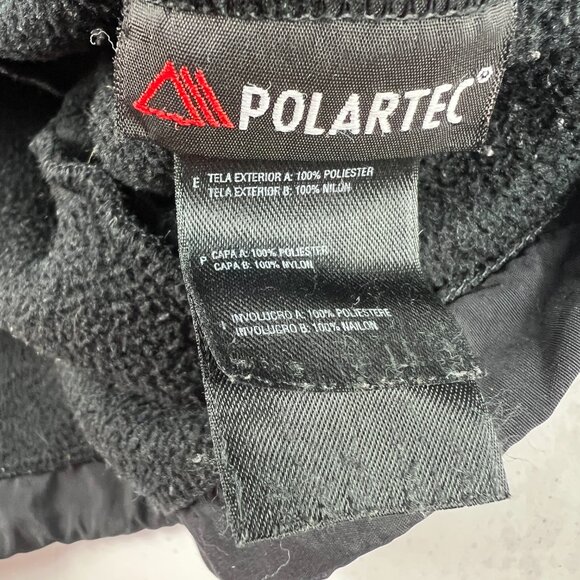 POLARTEC®
E TELA EXTERIOR A: 100% POLIESTER
TELA EXTERIOR B: 100% NILON
P CAPA A: 100% POLIESTER
CAPA B: 100% NYLON
INVOLUCRO A: 100% POLIESTERE
INVOLUCRO B: 100% NAILON